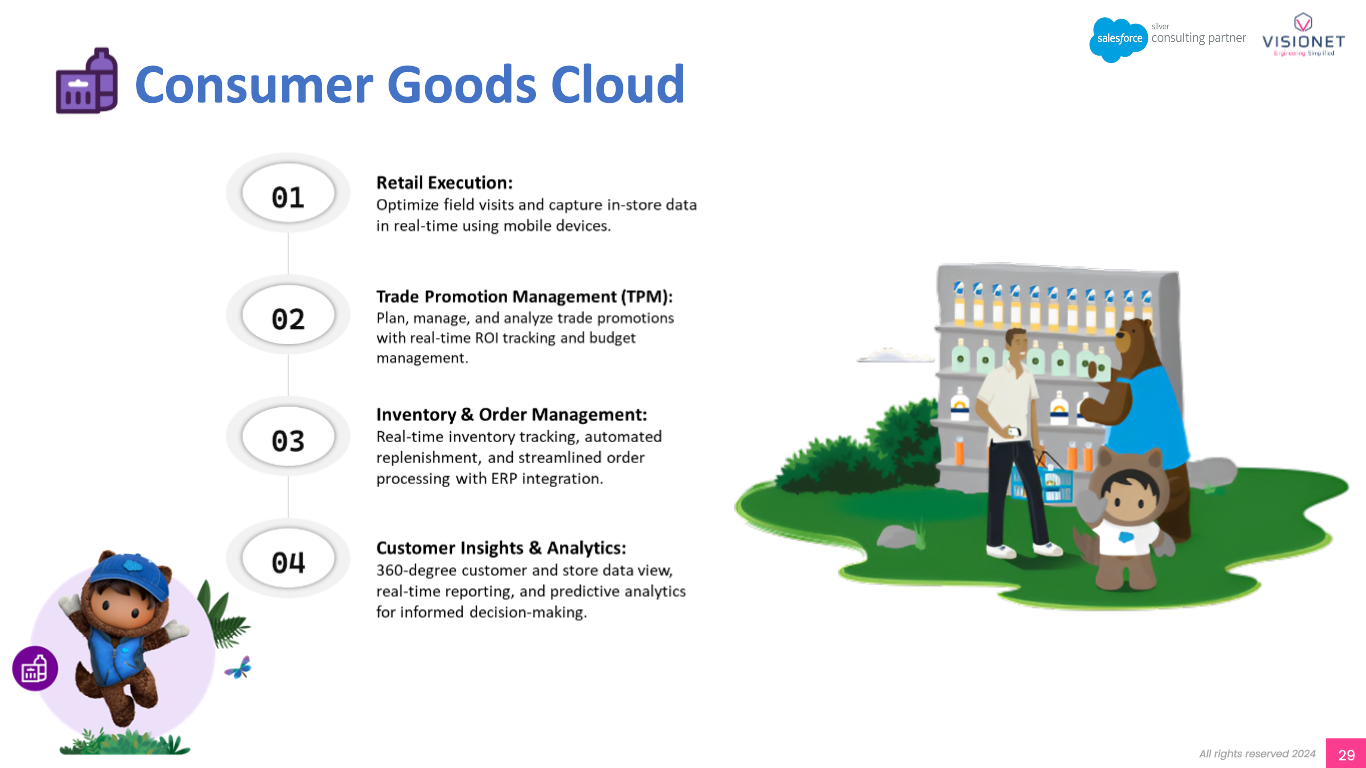 salesforce
silver
consulting partner
VISIONET
Engineering Simplified
Consumer Goods Cloud
01
Retail Execution:
Optimize field visits and capture in-store data
in real-time using mobile devices.
02
Trade Promotion Management (TPM):
Plan, manage, and analyze trade promotions
with real-time ROI tracking and budget
management.
03
Inventory & Order Management:
Real-time inventory tracking, automated
replenishment, and streamlined order
processing with ERP integration.
04
Customer Insights & Analytics:
360-degree customer and store data view,
real-time reporting, and predictive analytics
for informed decision-making.
All rights reserved 2024
29